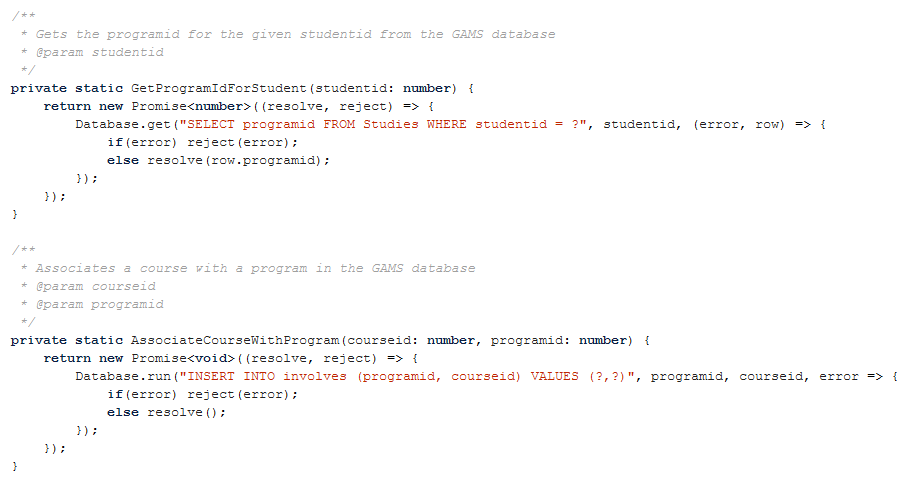 /**
 * Gets the programid for the given studentid from the GAMS database
 * @param studentid
 */
private static GetProgramIdForStudent(studentid: number) {
    return new Promise<number>((resolve, reject) => {
        Database.get("SELECT programid FROM Studies WHERE studentid = ?", studentid, (error, row) => {
            if(error) reject(error);
            else resolve(row.programid);
        });
    });
}

/**
 * Associates a course with a program in the GAMS database
 * @param courseid
 * @param programid
 */
private static AssociateCourseWithProgram(courseid: number, programid: number) {
    return new Promise<void>((resolve, reject) => {
        Database.run("INSERT INTO involves (programid, courseid) VALUES (?,?)", programid, courseid, error => {
            if(error) reject(error);
            else resolve();
        });
    });
}